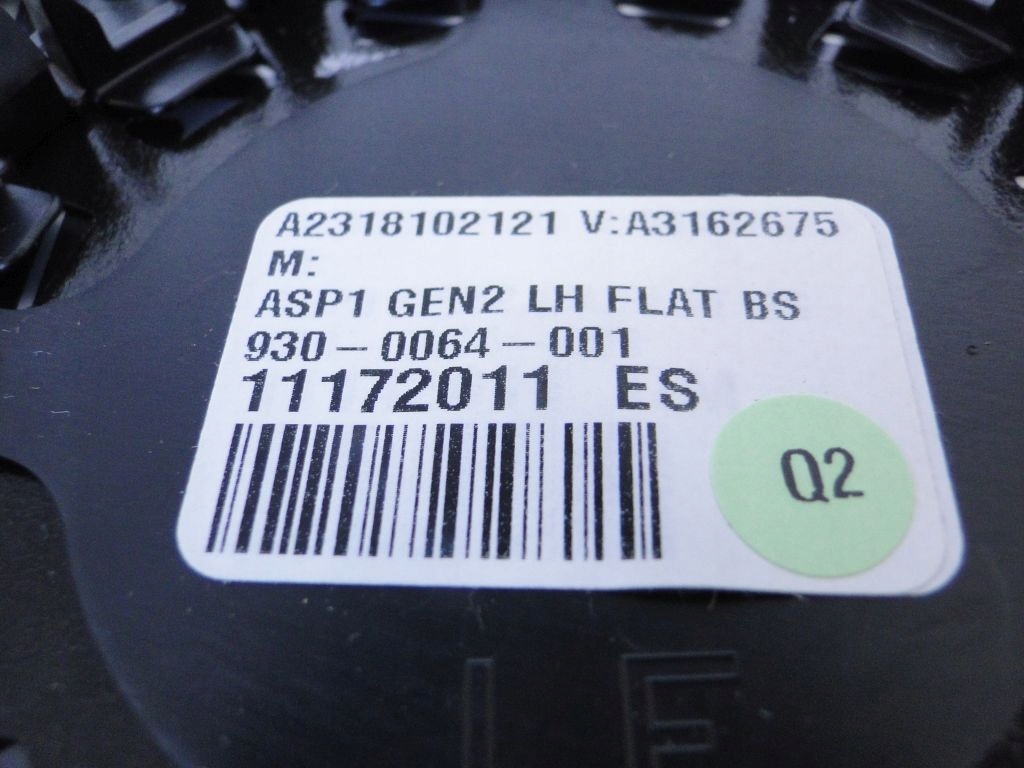 A2318102121 V:A3162675
M:
ASP1 GEN2 LH FLAT BS
930-0064-001
11172011 ES
Q2